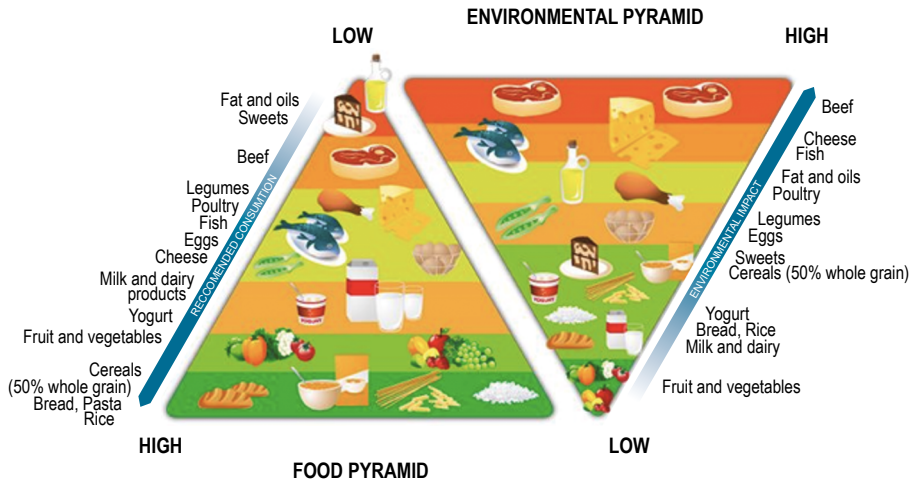 ENVIRONMENTAL PYRAMID
LOW
HIGH
Fat and oils
Sweets
Beef
Legumes
Poultry
Fish
Eggs
Cheese
Milk and dairy
products
Yogurt
Fruit and vegetables
Cereals
(50% whole grain)
Bread, Pasta
Rice
RECCOMENDED CONSUMTION
Beef
Cheese
Fish
Fat and oils
Poultry
Legumes
Eggs
Sweets
Cereals (50% whole grain)
Yogurt
Bread, Rice
Milk and dairy
Fruit and vegetables
ENVIRONMENTAL IMPACT
HIGH
LOW
FOOD PYRAMID